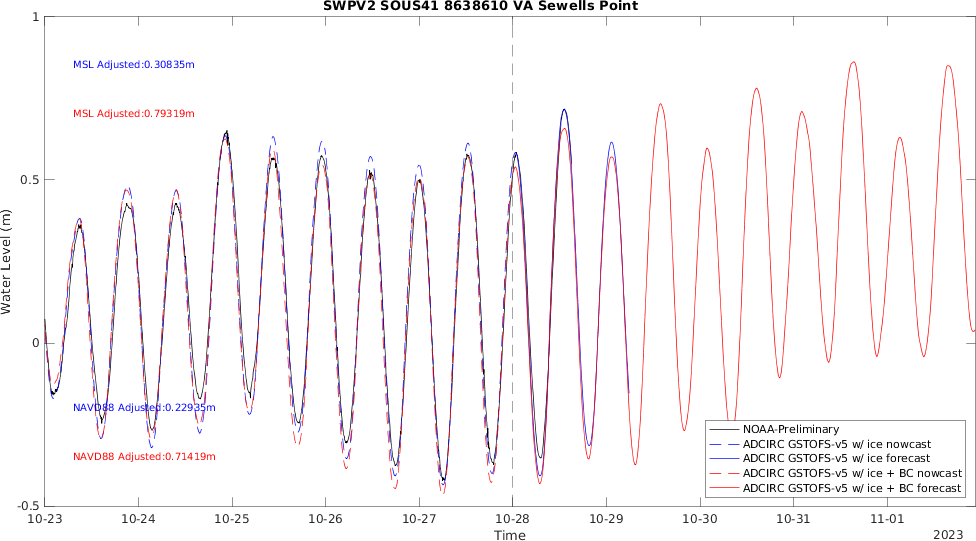 SWPV2 SOUS41 8638610 VA Sewells Point
1
0.5
0
-0.5
Water Level (m)
MSL Adjusted:0.30835m
MSL Adjusted:0.79319m
NAVD88 Adjusted:0.22935m
NAVD88 Adjusted:0.71419m
NOAA-Preliminary
ADCIRC GSTOFS-v5 w/ ice nowcast
ADCIRC GSTOFS-v5 w/ ice forecast
ADCIRC GSTOFS-v5 w/ice + BC nowcast
ADCIRC GSTOFS-v5 w/ice + BC forecast
10-23 10-24 10-25 10-26 10-27 10-28 10-29 10-30 10-31 11-01
Time
2023